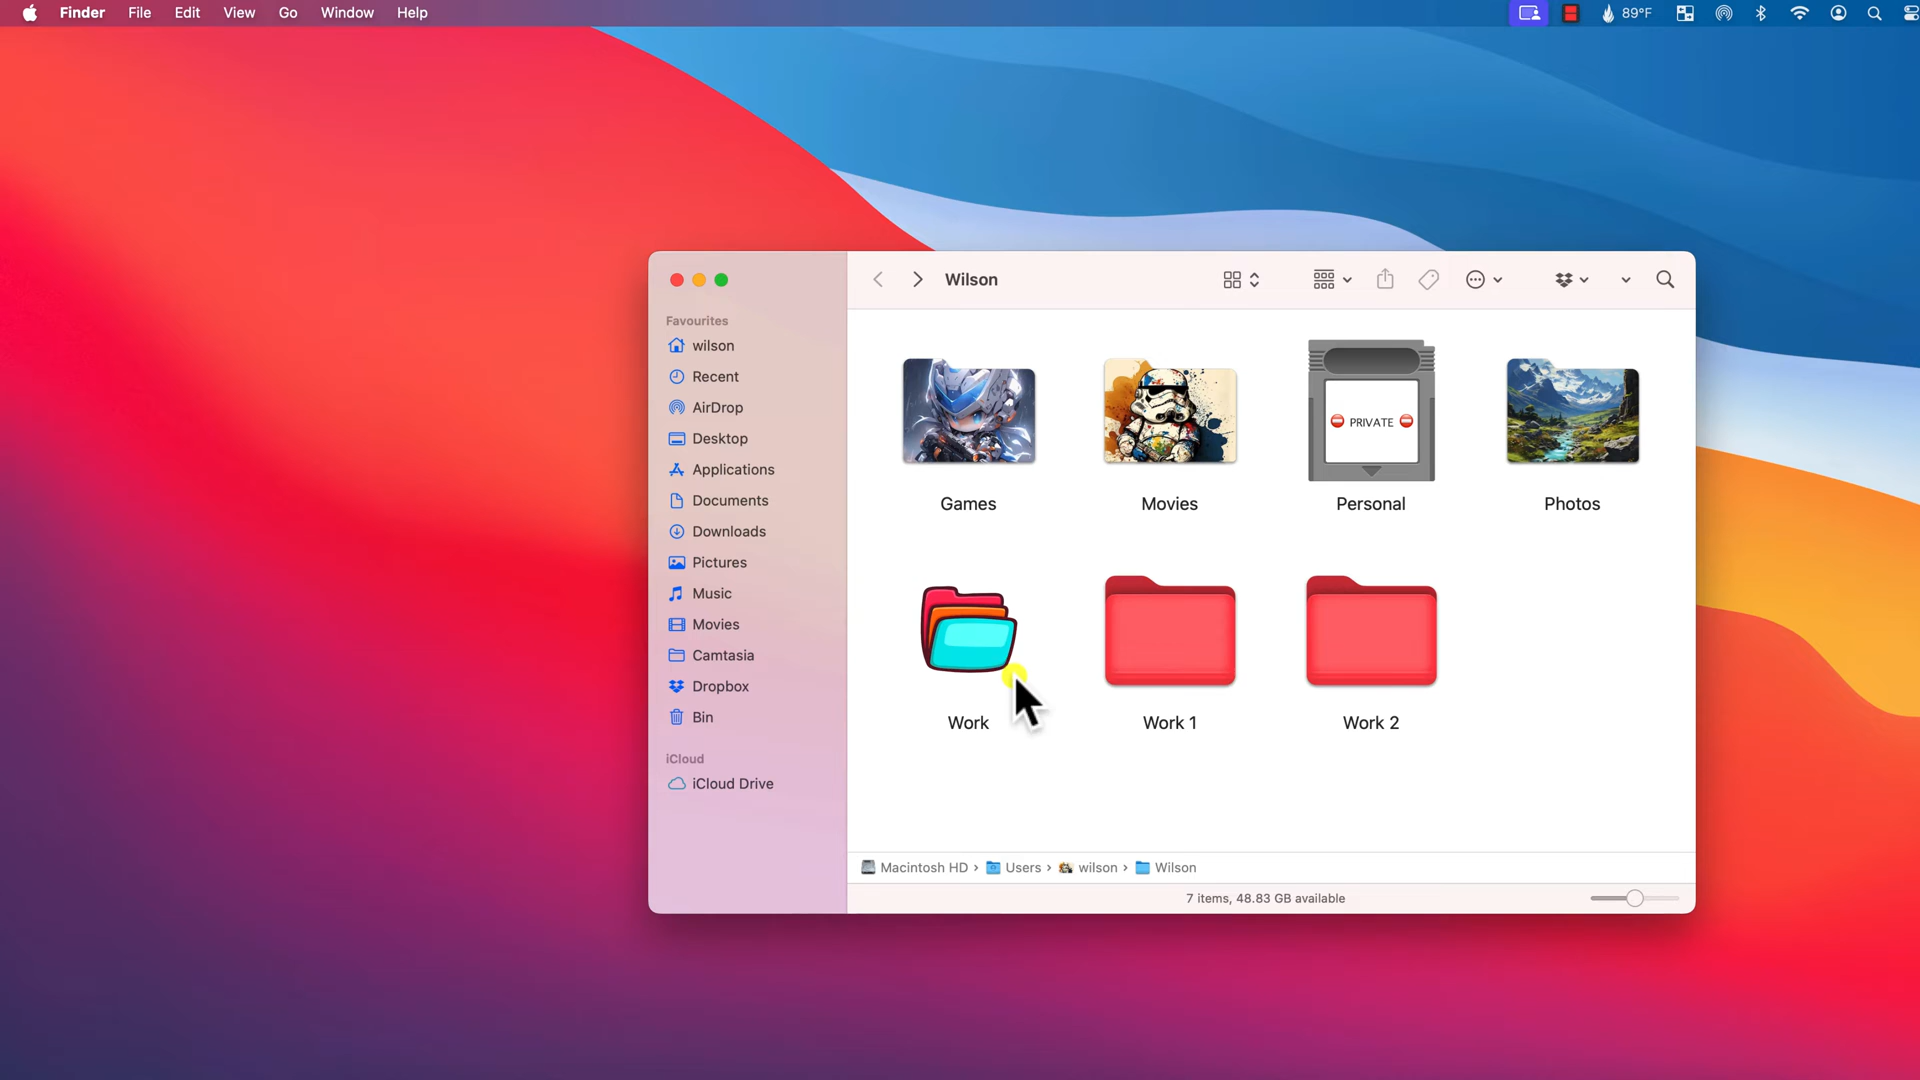 Finder File Edit View Go Window Help 89°F
Wilson
Favourites
wilson
Recent
AirDrop
Desktop
Applications
Documents
Downloads
Pictures
Music
Movies
Camtasia
Dropbox
Bin
iCloud
iCloud Drive
PRIVATE
Games Movies Personal Photos
Work Work 1 Work 2
Macintosh HD › Users › wilson › Wilson
7 items, 48.83 GB available